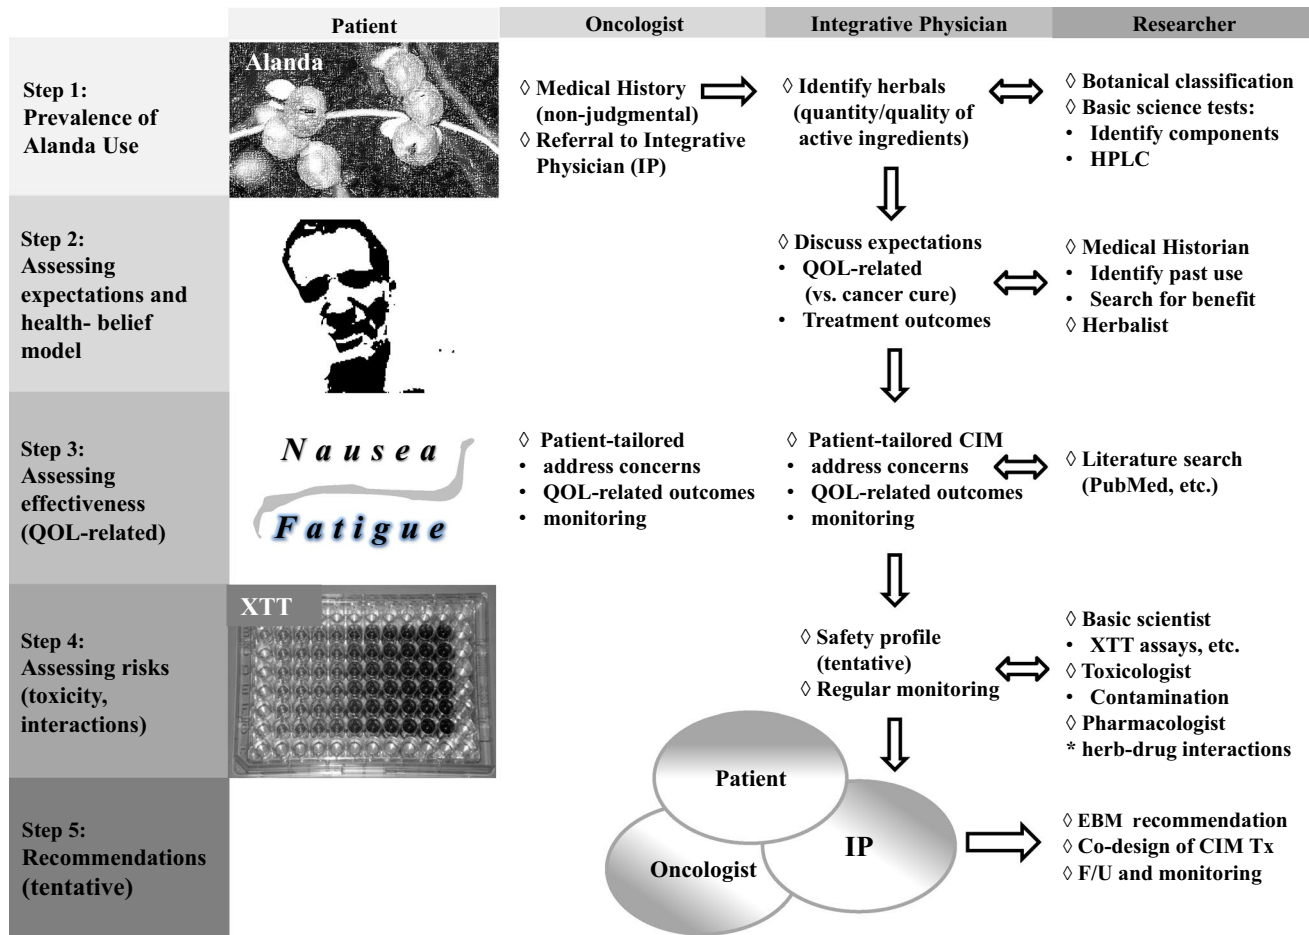 Patient
Oncologist
Integrative Physician
Researcher
Step 1:
Prevalence of
Alanda Use
Alanda
◊ Medical History
(non-judgmental)
◊ Referral to Integrative
Physician (IP)
◊ Identify herbals
(quantity/quality of
active ingredients)
◊ Botanical classification
◊ Basic science tests:
• Identify components
• HPLC
Step 2:
Assessing
expectations and
health- belief
model
◊ Discuss expectations
• QOL-related
(vs. cancer cure)
• Treatment outcomes
◊ Medical Historian
• Identify past use
• Search for benefit
◊ Herbalist
Step 3:
Assessing
effectiveness
(QOL-related)
Nausea
Fatigue
◊ Patient-tailored
• address concerns
• QOL-related outcomes
• monitoring
◊ Patient-tailored CIM
• address concerns
• QOL-related outcomes
• monitoring
◊ Literature search
(PubMed, etc.)
Step 4:
Assessing risks
(toxicity,
interactions)
XTT
◊ Safety profile
(tentative)
◊ Regular monitoring
◊ Basic scientist
• XTT assays, etc.
◊ Toxicologist
• Contamination
◊ Pharmacologist
* herb-drug interactions
Step 5:
Recommendations
(tentative)
Patient
Oncologist
IP
◊ EBM recommendation
◊ Co-design of CIM Tx
◊ F/U and monitoring